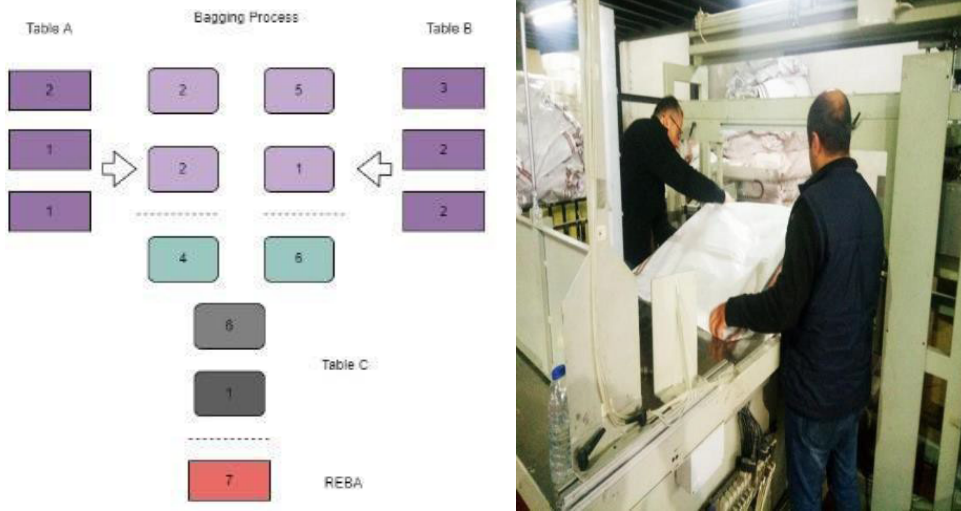 Bagging Process
Table A
Table B
2 2 5 3
1 2 1 2
1 2
4 6
6
Table C
1
7 REBA